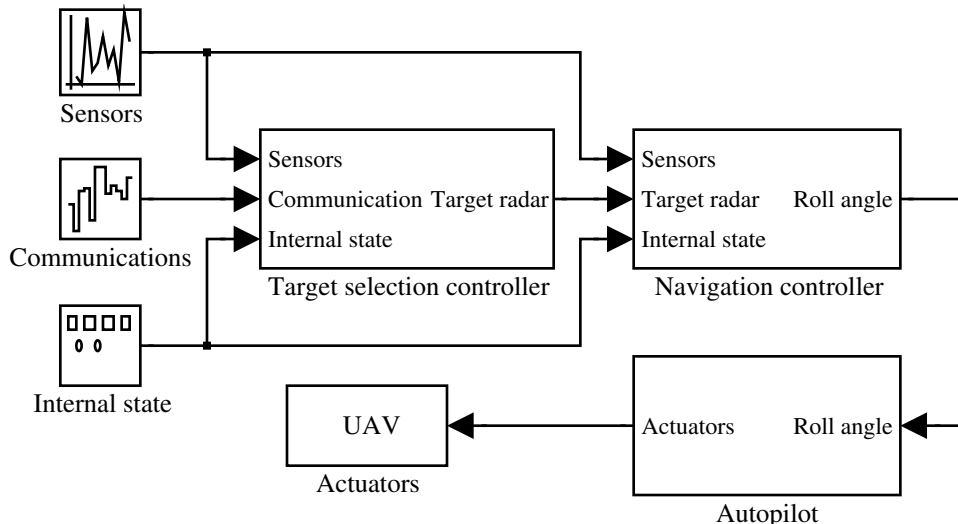 Sensors
Communications
Internal state
Sensors
Communication
Internal state
Target radar
Target selection controller
Sensors
Target radar
Internal state
Roll angle
Navigation controller
UAV
Actuators
Actuators
Roll angle
Autopilot